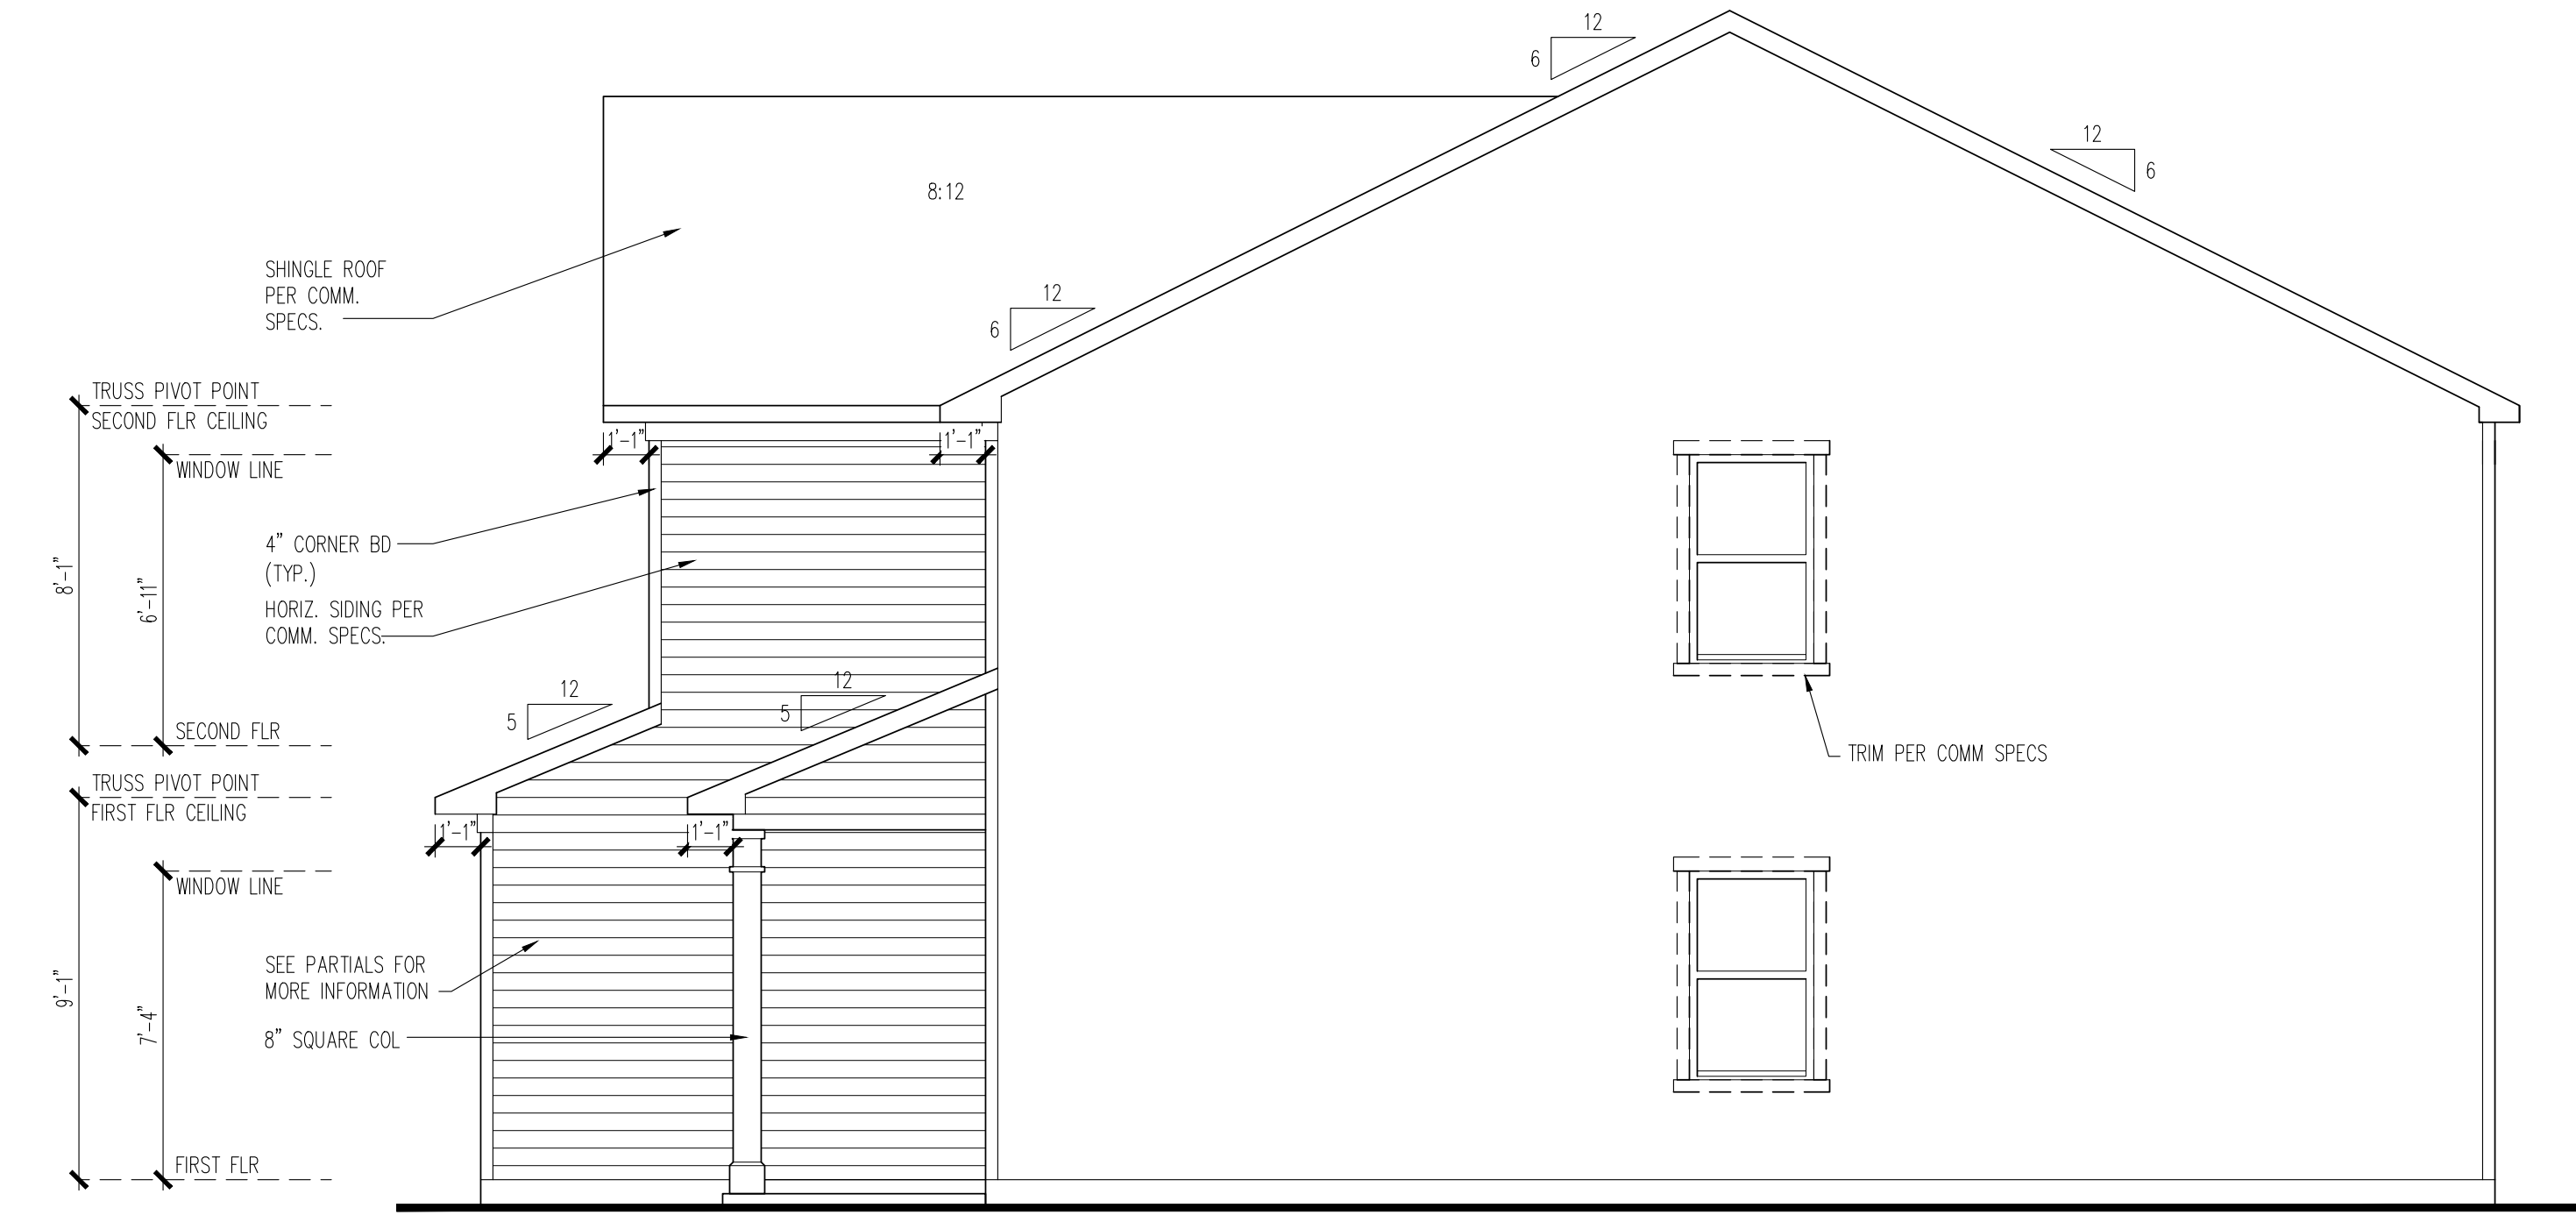 12
6
12
6
8:12
SHINGLE ROOF
PER COMM.
SPECS.
12
6
TRUSS PIVOT POINT
SECOND FLR CEILING
1'-1"
1'-1"
WINDOW LINE
4" CORNER BD
(TYP.)
8'-1"
6'-11"
HORIZ. SIDING PER
COMM. SPECS.
12
5
12
5
SECOND FLR
TRIM PER COMM SPECS
TRUSS PIVOT POINT
FIRST FLR CEILING
1'-1"
1'-1"
WINDOW LINE
SEE PARTIALS FOR
MORE INFORMATION
9'-1"
7'-4"
8" SQUARE COL
FIRST FLR